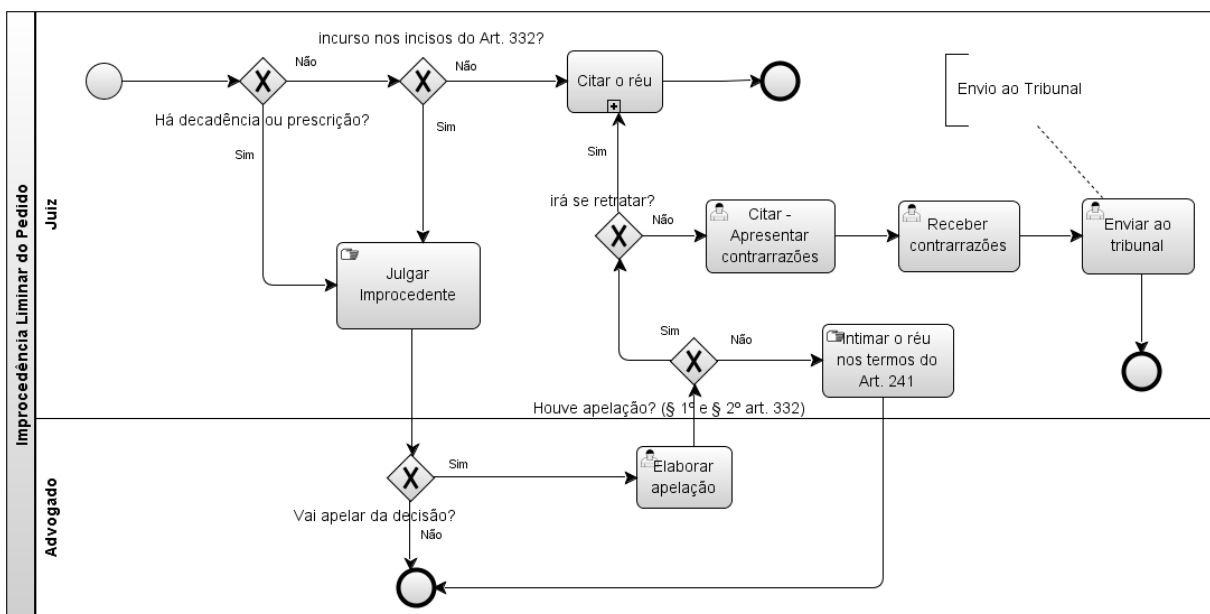 Improcedência Liminar do Pedido
Juiz
Advogado
incurso nos incisos do Art. 332?
Não
Não
Há decadência ou prescrição?
Sim
Sim
Citar o réu
Envio ao Tribunal
Sim
irá se retratar?
Não
Citar -
Apresentar
contrarrazões
Receber
contrarrazões
Enviar ao
tribunal
Julgar
Improcedente
Sim
Não
Intimar o réu
nos termos do
Art. 241
Houve apelação? (§ 1º e § 2º art. 332)
Sim
Elaborar
apelação
Vai apelar da decisão?
Não